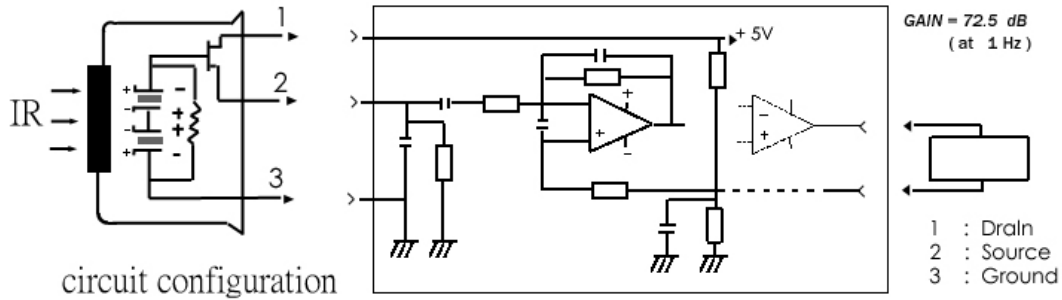 1
2
3
IR
+ 5V
GAIN = 72.5 dB
( at 1 Hz )
1 : DraIn
2 : Source
3 : Ground
circuit configuration